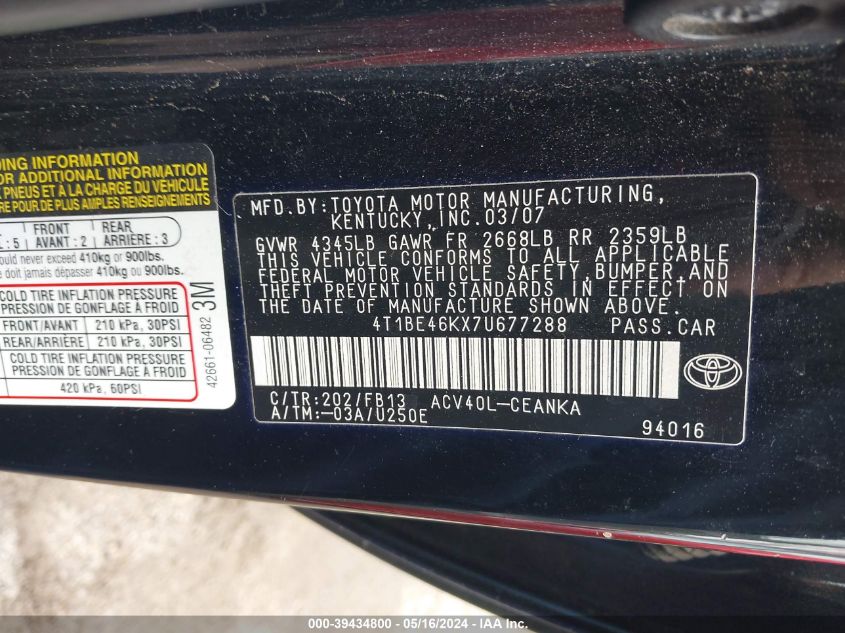 DING INFORMATION
OR ADDITIONAL INFORMATION
PNEUS ET À LA CHARGE DU VÉHICULE
POUR DE PLUS AMPLES RENSEIGNEMENTS
FRONT REAR
: 5 AVANT : 2 ARRIÈRE : 3
ould never exceed 410kg or 900lbs.
e doit jamais dépasser 410kg ou 900lbs.
COLD TIRE INFLATION PRESSURE
PRESSION DE GONFLAGE À FROID
FRONT/AVANT 210 kPa, 30PSI
REAR/ARRIÈRE 210 kPa, 30PSI
COLD TIRE INFLATION PRESSURE
PRESSION DE GONFLAGE À FROID
420 kPa, 60PSI
42661-06482 3M
MFD.BY:TOYOTA MOTOR MANUFACTURING,
KENTUCKY, INC. 03/07
GVWR 4345LB GAWR FR 2668LB RR 2359LB
THIS VEHICLE CONFORMS TO ALL APPLICABLE
FEDERAL MOTOR VEHICLE SAFETY, BUMPER, AND
THEFT PREVENTION STANDARDS IN EFFECT ON
THE DATE OF MANUFACTURE SHOWN ABOVE.
4T1BE46KX7U677288 PASS.CAR
C/TR:202/FB13 ACV40L-CEANKA
A/TM:-03A/U250E
94016
000-39434800 - 05/16/2024 - IAA Inc.